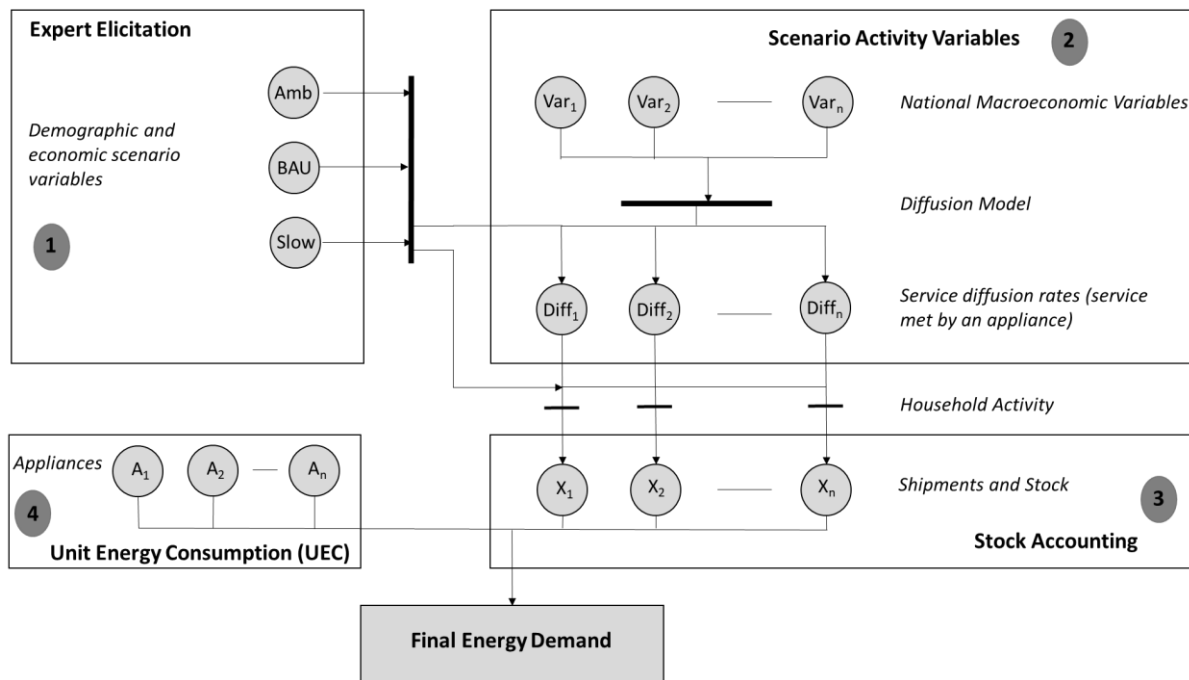 Expert Elicitation
Amb
Demographic and
economic scenario
variables
BAU
1
Slow
Scenario Activity Variables
2
Var1
Var2
Varn
National Macroeconomic Variables
Diffusion Model
Diff1
Diff2
Diffn
Service diffusion rates (service
met by an appliance)
Household Activity
Appliances
A1
A2
An
4
Unit Energy Consumption (UEC)
X1
X2
Xn
Shipments and Stock
3
Stock Accounting
Final Energy Demand